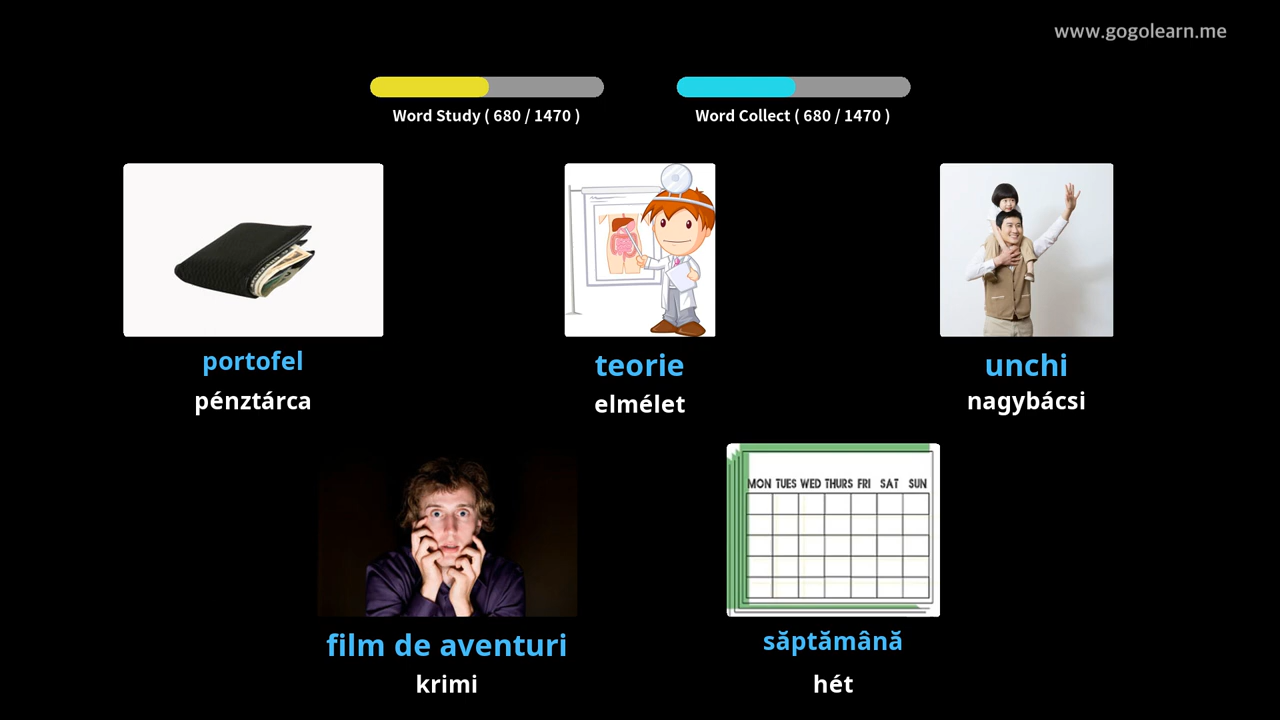 www.gogolearn.me
Word Study ( 680 / 1470 )
Word Collect ( 680 / 1470 )
portofel
pénztárca
teorie
elmélet
unchi
nagybácsi
MON TUES WED THURS FRI SAT SUN
film de aventuri
krimi
săptămână
hét